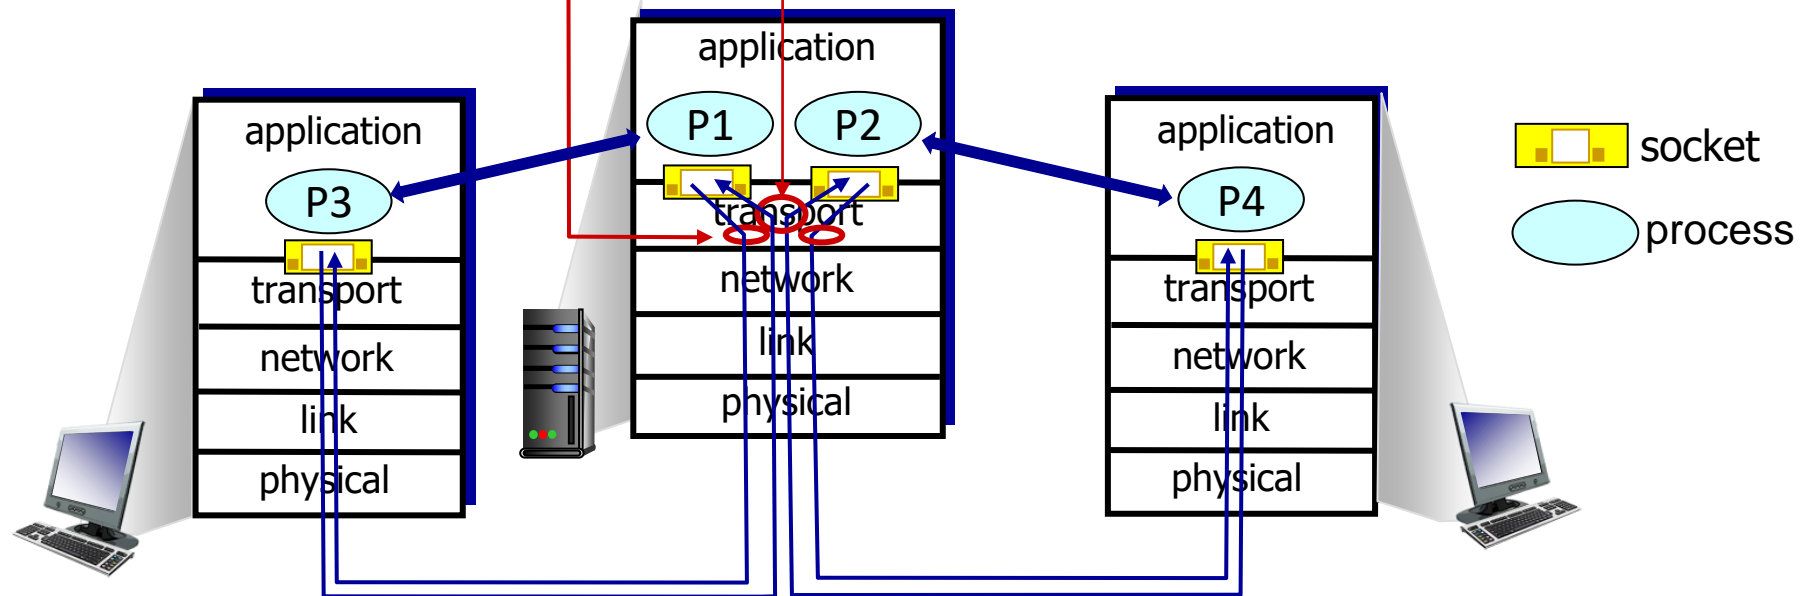 application
P1
P2
transport
network
link
physical
application
P3
transport
network
link
physical
application
P4
transport
network
link
physical
socket
process